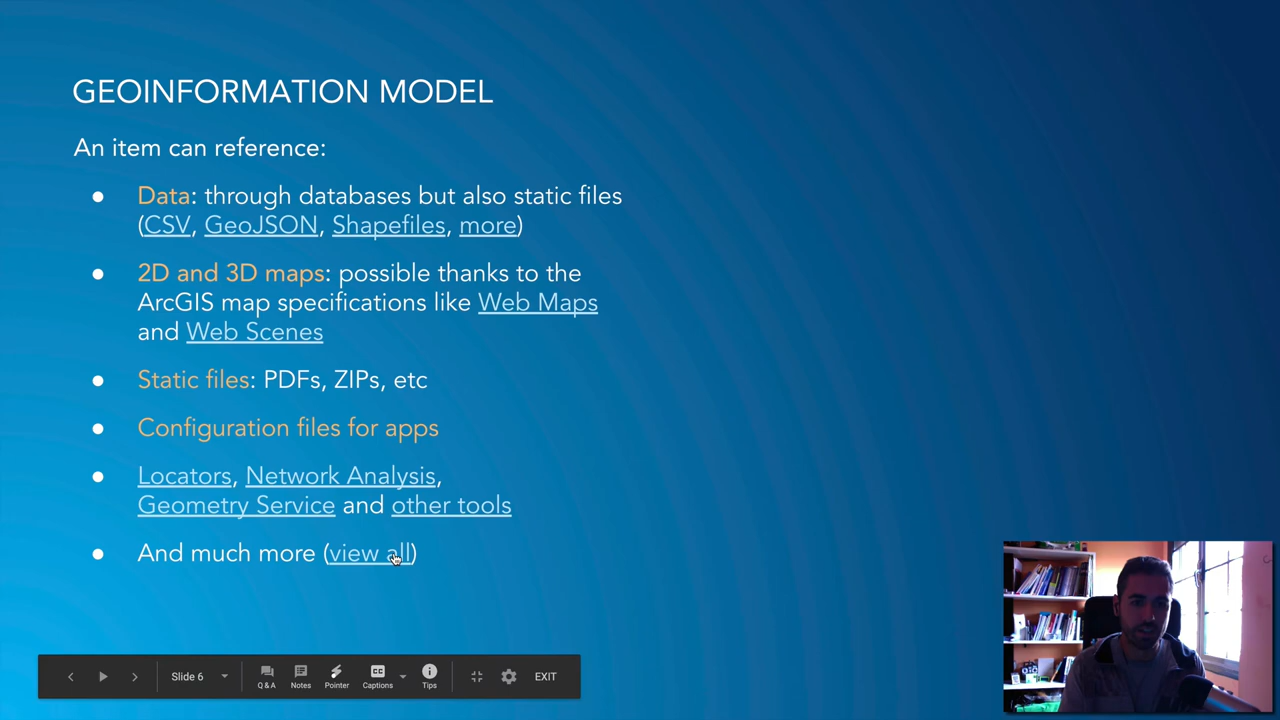 GEOINFORMATION MODEL
An item can reference:
● Data: through databases but also static files
(CSV, GeoJSON, Shapefiles, more)
● 2D and 3D maps: possible thanks to the
ArcGIS map specifications like Web Maps
and Web Scenes
● Static files: PDFs, ZIPs, etc
● Configuration files for apps
● Locators, Network Analysis,
Geometry Service and other tools
● And much more (view all)
Slide 6 Q & A Notes Pointer CC Captions Tips EXIT